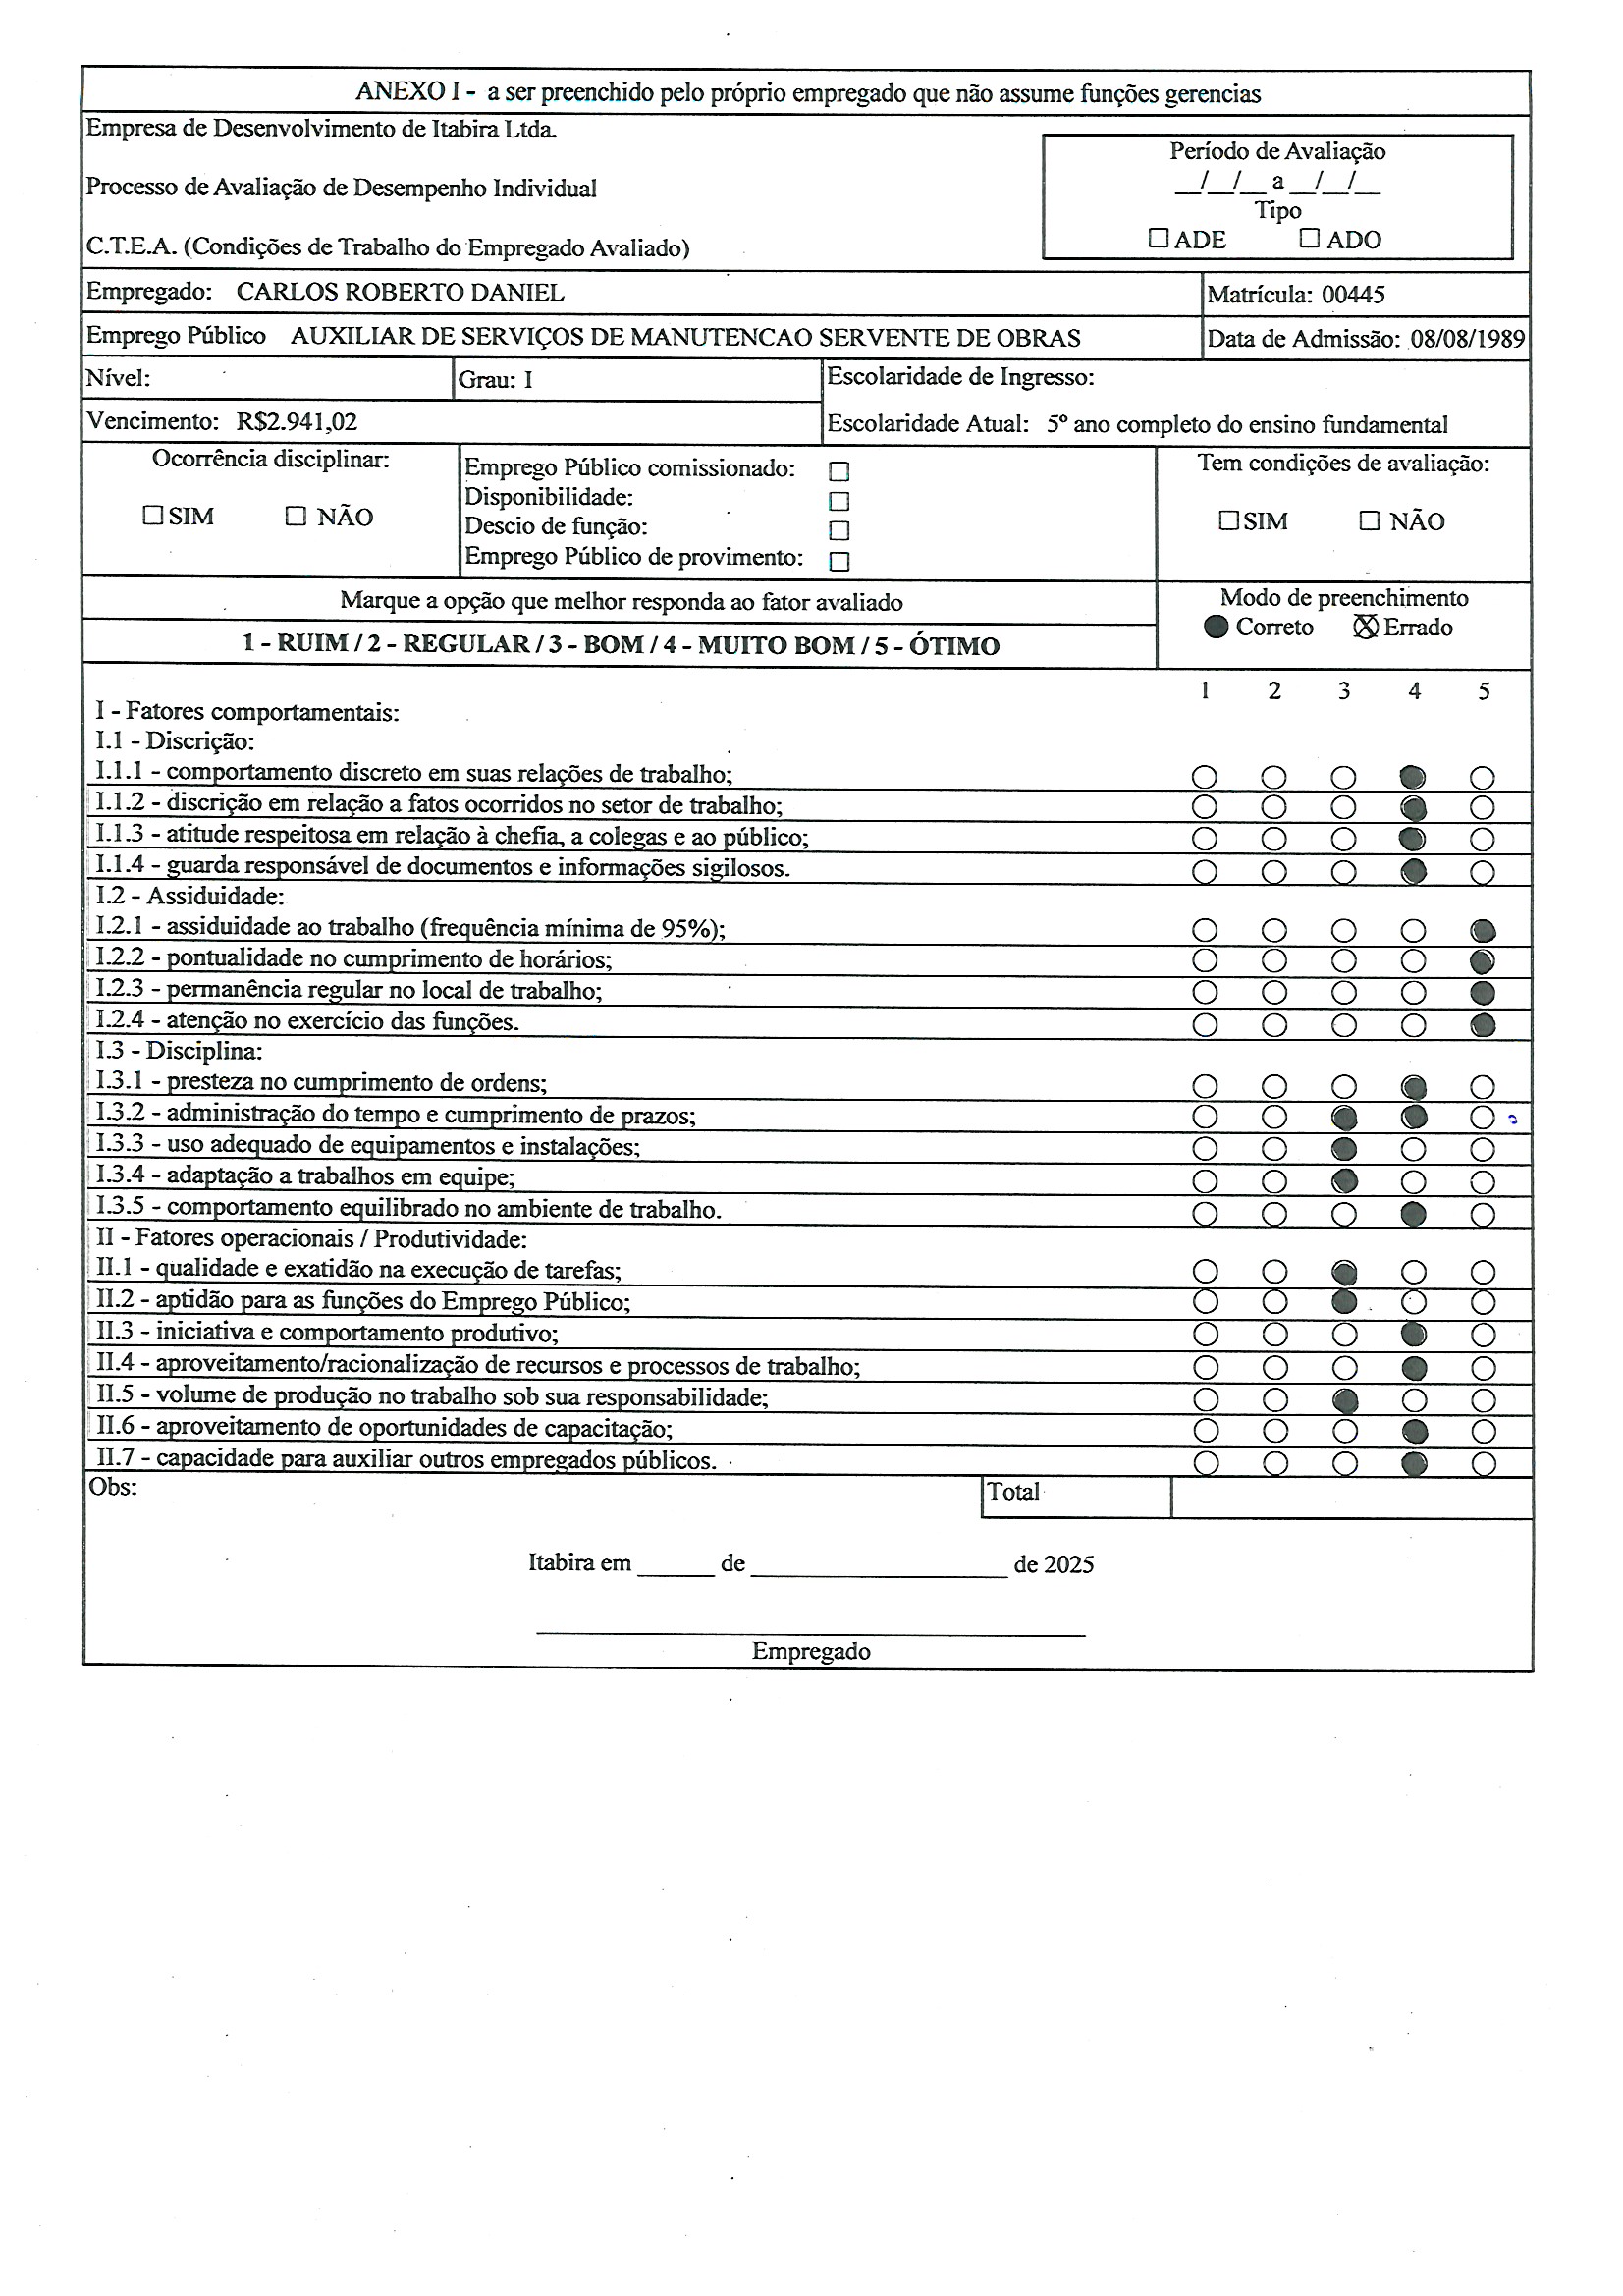 ANEXO I - a ser preenchido pelo próprio empregado que não assume funções gerencias
Empresa de Desenvolvimento de Itabira Ltda.
Processo de Avaliação de Desempenho Individual
C.T.E.A. (Condições de Trabalho do Empregado Avaliado)
Período de Avaliação
__/__/__ a __/__/__
Tipo
☐ ADE ☐ ADO
Empregado: CARLOS ROBERTO DANIEL
Matrícula: 00445
Emprego Público AUXILIAR DE SERVIÇOS DE MANUTENCAO SERVENTE DE OBRAS
Data de Admissão: 08/08/1989
Nível:
Grau: I
Escolaridade de Ingresso:
Vencimento: R$2.941,02
Escolaridade Atual: 5º ano completo do ensino fundamental
Ocorrência disciplinar:
☐ SIM ☐ NÃO
Emprego Público comissionado: ☐
Disponibilidade: ☐
Descio de função: ☐
Emprego Público de provimento: ☐
Tem condições de avaliação:
☐ SIM ☐ NÃO
Marque a opção que melhor responda ao fator avaliado
1 - RUIM / 2 - REGULAR / 3 - BOM / 4 - MUITO BOM / 5 - ÓTIMO
Modo de preenchimento
Correto Errado
1 2 3 4 5
I - Fatores comportamentais:
I.1 - Discrição:
I.1.1 - comportamento discreto em suas relações de trabalho;
I.1.2 - discrição em relação a fatos ocorridos no setor de trabalho;
I.1.3 - atitude respeitosa em relação à chefia, a colegas e ao público;
I.1.4 - guarda responsável de documentos e informações sigilosos.
I.2 - Assiduidade:
I.2.1 - assiduidade ao trabalho (frequência mínima de 95%);
I.2.2 - pontualidade no cumprimento de horários;
I.2.3 - permanência regular no local de trabalho;
I.2.4 - atenção no exercício das funções.
I.3 - Disciplina:
I.3.1 - presteza no cumprimento de ordens;
I.3.2 - administração do tempo e cumprimento de prazos;
I.3.3 - uso adequado de equipamentos e instalações;
I.3.4 - adaptação a trabalhos em equipe;
I.3.5 - comportamento equilibrado no ambiente de trabalho.
II - Fatores operacionais / Produtividade:
II.1 - qualidade e exatidão na execução de tarefas;
II.2 - aptidão para as funções do Emprego Público;
II.3 - iniciativa e comportamento produtivo;
II.4 - aproveitamento/racionalização de recursos e processos de trabalho;
II.5 - volume de produção no trabalho sob sua responsabilidade;
II.6 - aproveitamento de oportunidades de capacitação;
II.7 - capacidade para auxiliar outros empregados públicos.
Obs:
Total
Itabira em ______ de ____________________ de 2025
Empregado